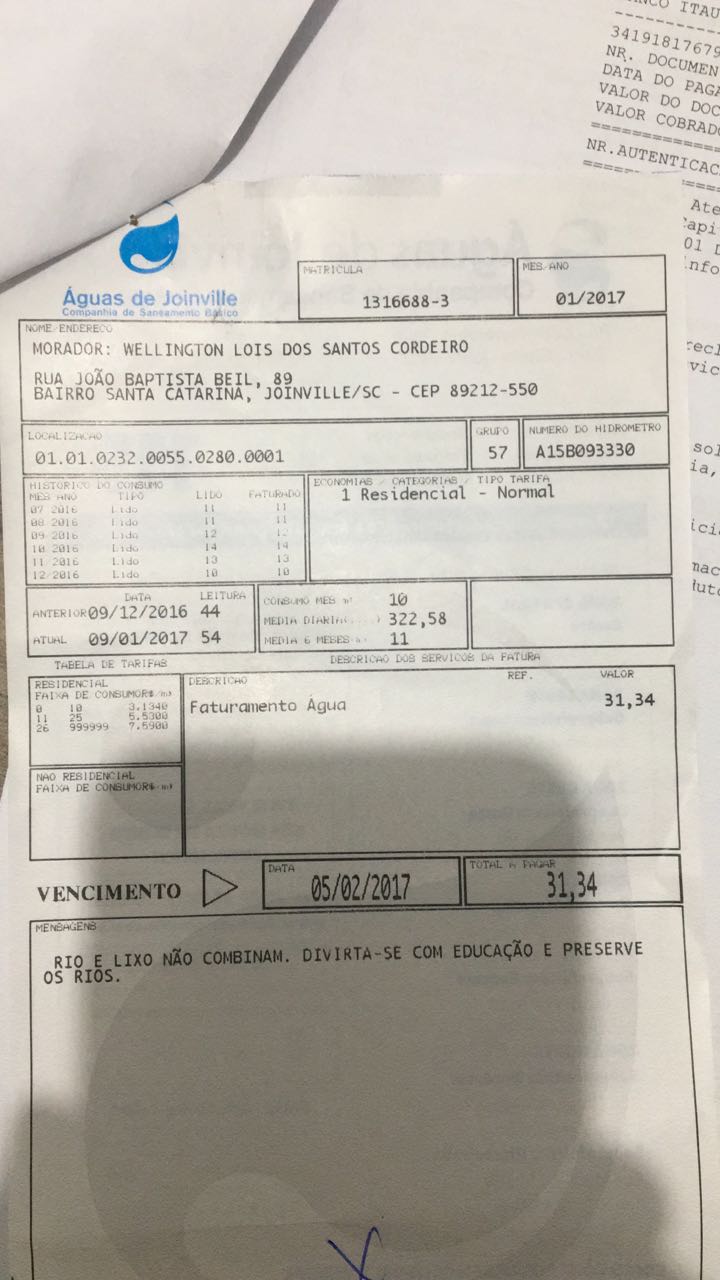 NCO ITAU
34191817679
NR. DOCUMEN
DATA DO PAGA
VALOR DO DOC
VALOR COBRADO
NR.AUTENTICAC
Ate
01 D
info
Águas de Joinville
Companhia de Saneamento Básico
MATRICULA
1316688-3
MES/ANO
01/2017
NOME/ENDERECO
MORADOR: WELLINGTON LOIS DOS SANTOS CORDEIRO
RUA JOÃO BAPTISTA BEIL, 89
BAIRRO SANTA CATARINA, JOINVILLE/SC - CEP 89212-550
LOCALIZACAO
01.01.0232.0055.0280.0001
GRUPO
57
NUMERO DO HIDROMETRO
A15B093330
HISTORICO DO CONSUMO
MES/ANO TIPO LIDO FATURADO
07/2016 Lido 11 11
08/2016 Lido 11 11
09/2016 Lido 12 12
10/2016 Lido 14 14
11/2016 Lido 13 13
12/2016 Lido 10 10
ECONOMIAS / CATEGORIAS / TIPO TARIFA
1 Residencial - Normal
DATA LEITURA
ANTERIOR 09/12/2016 44
ATUAL 09/01/2017 54
CONSUMO MES m³ 10
MEDIA DIARIA(....) 322,58
MEDIA 6 MESES m³ 11
TABELA DE TARIFAS
RESIDENCIAL
FAIXA DE CONSUMO R$/m³
0 10 3.1340
11 25 5.5300
26 999999 7.5900
NAO RESIDENCIAL
FAIXA DE CONSUMO R$/m³
DESCRICAO DOS SERVICOS DA FATURA
DESCRICAO REF. VALOR
Faturamento Água 31,34
VENCIMENTO
DATA
05/02/2017
TOTAL A PAGAR
31,34
MENSAGENS
RIO E LIXO NÃO COMBINAM. DIVIRTA-SE COM EDUCAÇÃO E PRESERVE
OS RIOS.